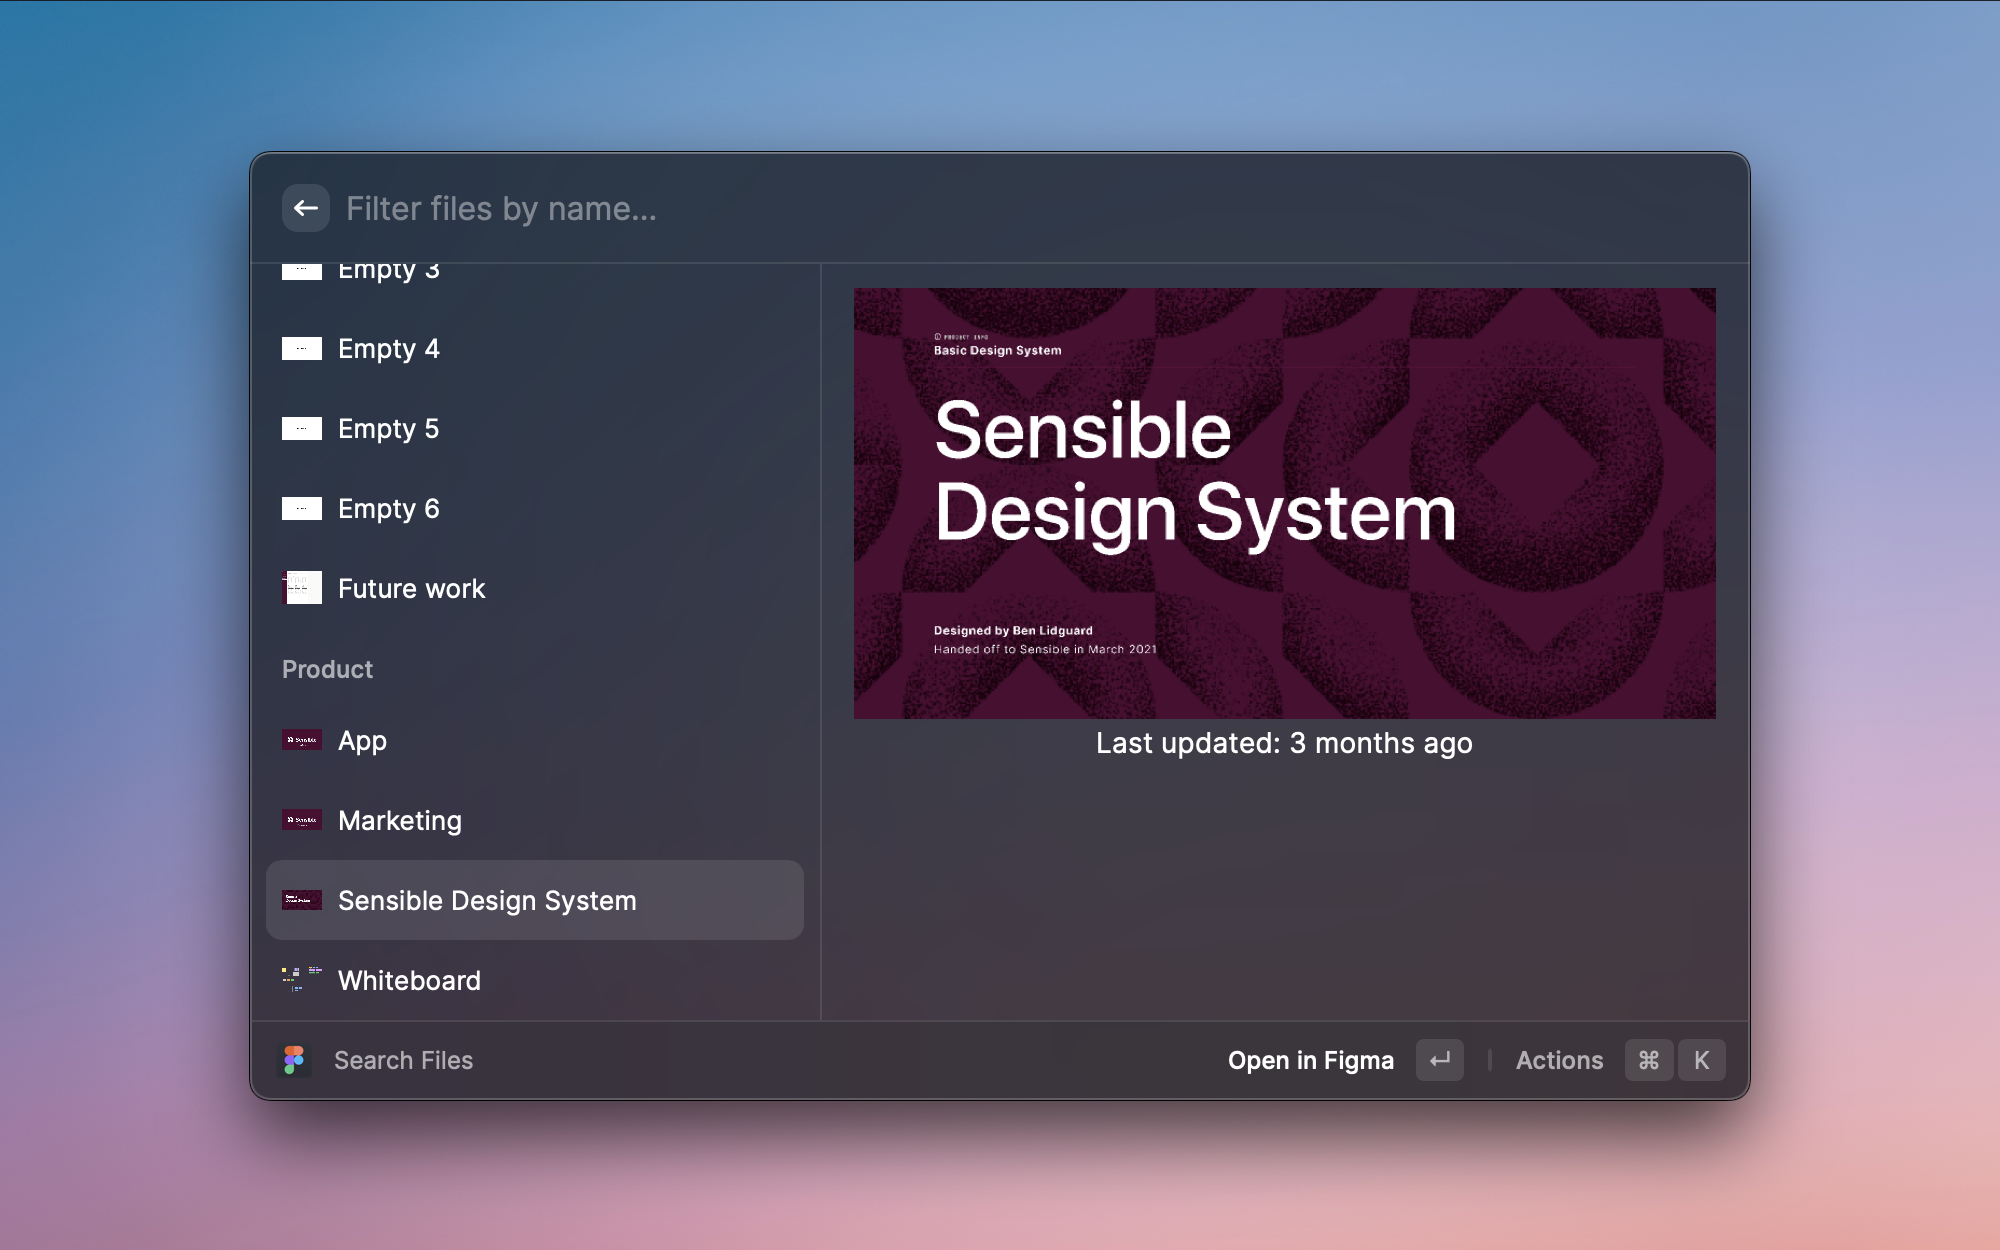 Filter files by name...
Empty 3
Empty 4
Empty 5
Empty 6
Future work
Product
App
Marketing
Sensible Design System
Whiteboard
PRODUCT INFO
Basic Design System
Sensible
Design System
Designed by Ben Lidguard
Handed off to Sensible in March 2021
Last updated: 3 months ago
Search Files
Open in Figma
Actions ⌘ K